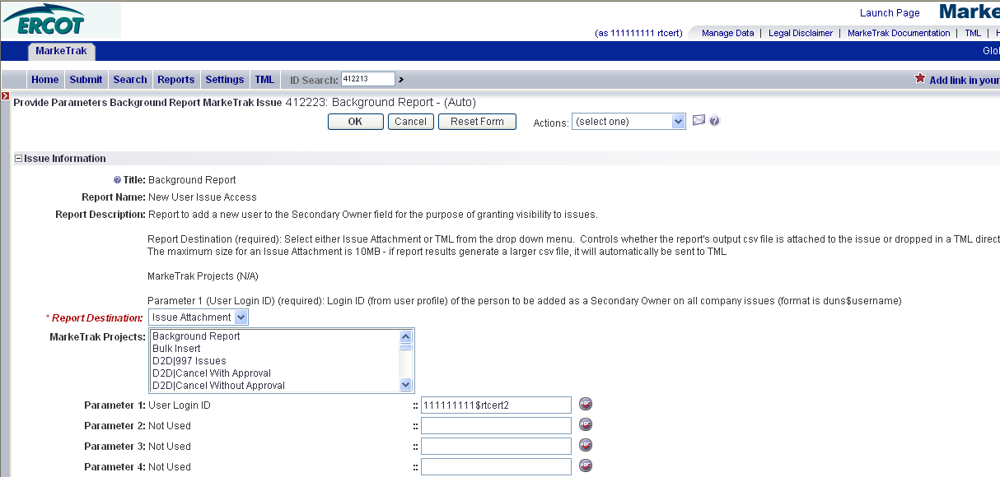 ERCOT
Launch Page Marke
(as 111111111 rtcert) Manage Data | Legal Disclaimer | MarkeTrak Documentation | TML | H
MarkeTrak Glo
Home Submit Search Reports Settings TML ID Search: 412213 Add link in your
Provide Parameters Background Report MarkeTrak Issue 412223: Background Report - (Auto)
OK Cancel Reset Form Actions: (select one)
Issue Information
Title: Background Report
Report Name: New User Issue Access
Report Description: Report to add a new user to the Secondary Owner field for the purpose of granting visibility to issues.
Report Destination (required): Select either Issue Attachment or TML from the drop down menu. Controls whether the report's output csv file is attached to the issue or dropped in a TML direct
The maximum size for an Issue Attachment is 10MB - if report results generate a larger csv file, it will automatically be sent to TML
MarkeTrak Projects (N/A)
Parameter 1 (User Login ID) (required): Login ID (from user profile) of the person to be added as a Secondary Owner on all company issues (format is duns$username)
* Report Destination: Issue Attachment
MarkeTrak Projects: Background Report
Bulk Insert
D2D|997 Issues
D2D|Cancel With Approval
D2D|Cancel Without Approval
Parameter 1: User Login ID :: 111111111$rtcert2 ABC
Parameter 2: Not Used :: ABC
Parameter 3: Not Used :: ABC
Parameter 4: Not Used :: ABC